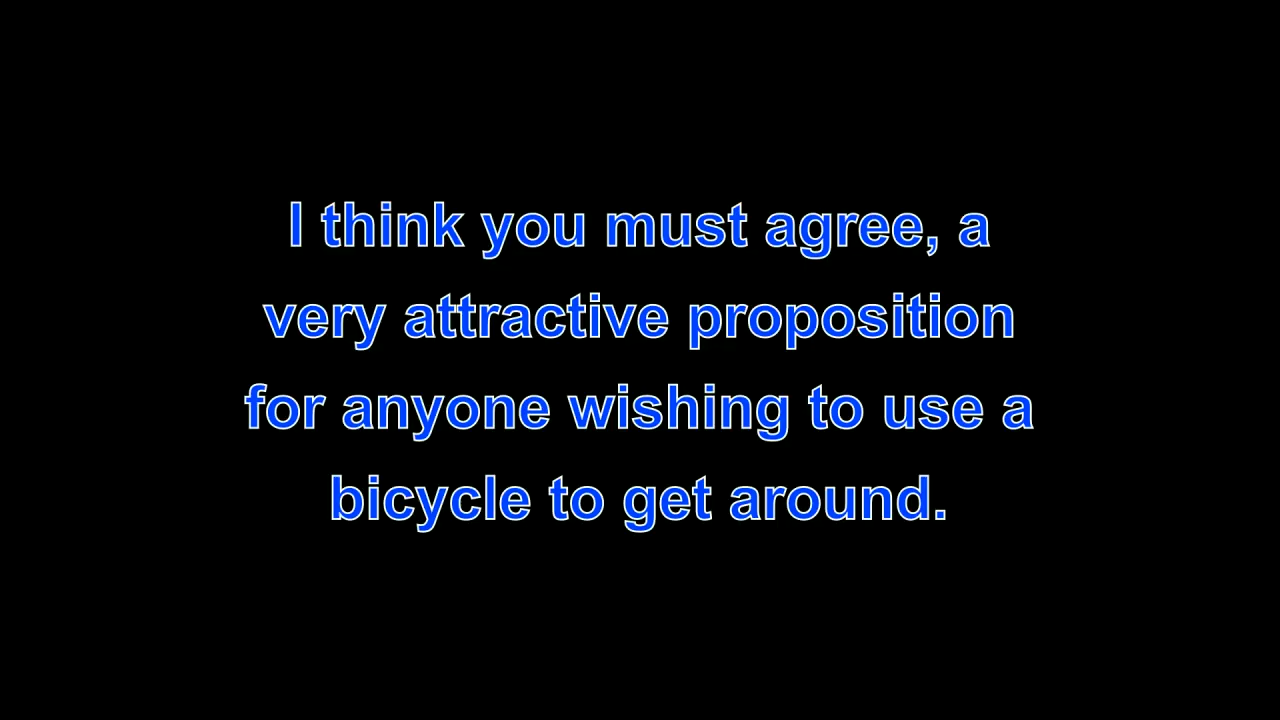 I think you must agree, a
very attractive proposition
for anyone wishing to use a
bicycle to get around.